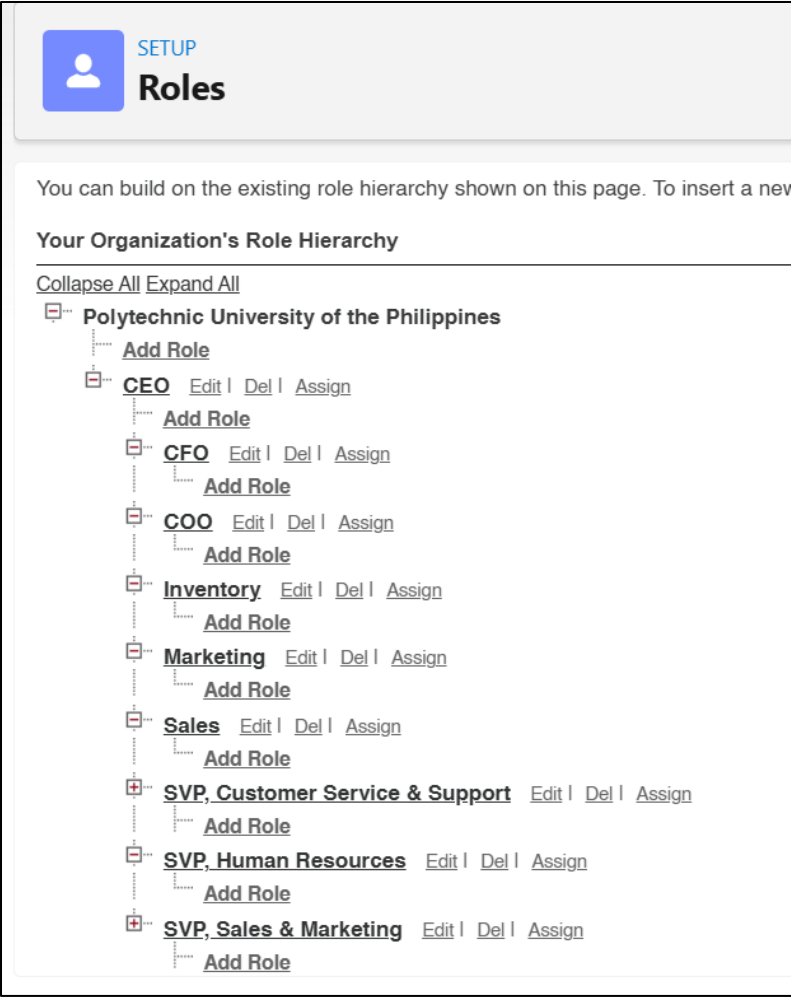 SETUP
Roles
You can build on the existing role hierarchy shown on this page. To insert a new
Your Organization's Role Hierarchy
Collapse All Expand All
Polytechnic University of the Philippines
Add Role
CEO Edit | Del | Assign
Add Role
CFO Edit | Del | Assign
Add Role
COO Edit | Del | Assign
Add Role
Inventory Edit | Del | Assign
Add Role
Marketing Edit | Del | Assign
Add Role
Sales Edit | Del | Assign
Add Role
SVP, Customer Service & Support Edit | Del | Assign
Add Role
SVP, Human Resources Edit | Del | Assign
Add Role
SVP, Sales & Marketing Edit | Del | Assign
Add Role